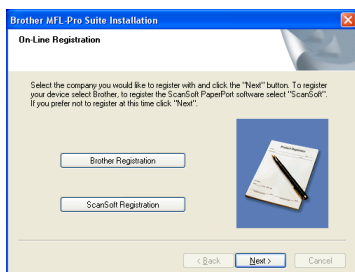 Brother MFL-Pro Suite Installation
On-Line Registration
Select the company you would like to register with and click the "Next" button. To register
your device select Brother, to register the ScanSoft PaperPort software select "ScanSoft".
If you prefer not to register at this time click "Next".
Brother Registration
Product Registration
ScanSoft Registration
< Back
Next >
Cancel